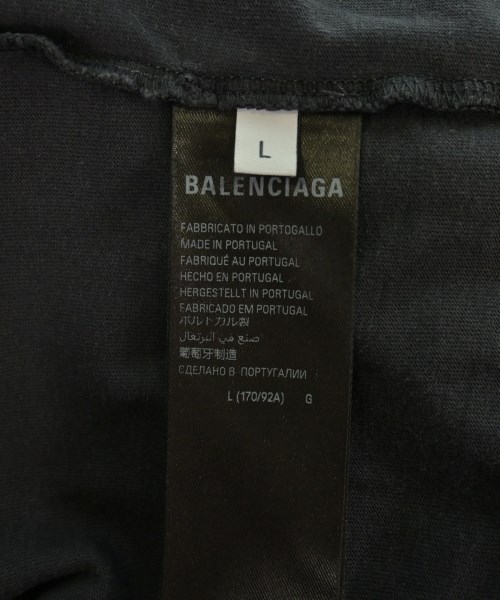 L
BALENCIAGA
FABBRICATO IN PORTOGALLO
MADE IN PORTUGAL
FABRIQUÉ AU PORTUGAL
HECHO EN PORTUGAL
HERGESTELLT IN PORTUGAL
FABRICADO EM PORTUGAL
ポルトガル製
صنع في البرتغال
葡萄牙制造
СДЕЛАНО В ПОРТУГАЛИИ
L (170/92A) G